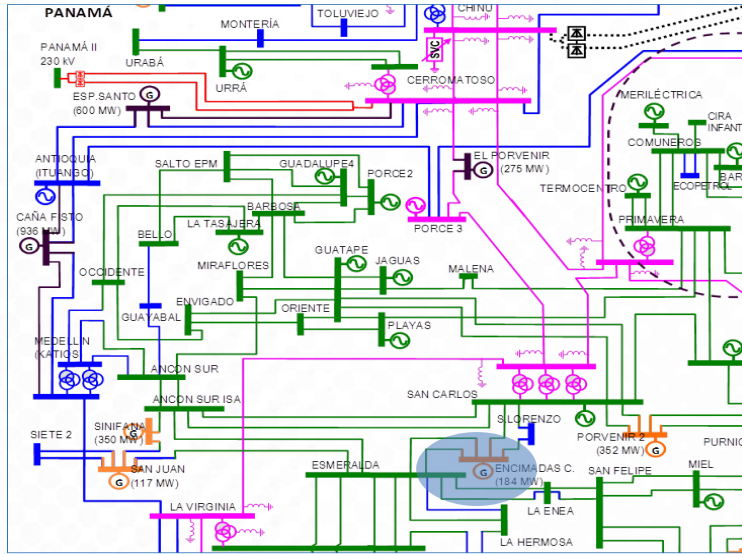 PANAMÁ
MONTERÍA
TOLUVIEJO
CHINÚ
PANAMÁ II
230 kV
URABÁ
URRÁ
SVC
CERROMATOSO
ESP.SANTO
(600 MW)
G
MERILÉCTRICA
CIRA
INFANT
COMUNEROS
BAR
ECOPETROL
ANTIOQUIA
(ITUANGO)
SALTO EPM
GUADALUPE4
PORCE2
EL PORVENIR
(275 MW)
G
TERMOCENTRO
PRIMAVERA
CAÑA FISTO
(936 MW)
G
BARBOSA
LA TASAJERA
BELLO
PORCE 3
MIRAFLORES
GUATAPE
JAGUAS
MALENA
OCCIDENTE
GUAYABAL
ENVIGADO
ORIENTE
PLAYAS
MEDELLIN
(KATIOS)
ANCON SUR
ANCON SUR ISA
SAN CARLOS
SINIFANA
(350 MW)
G
SIETE 2
SAN JUAN
(117 MW)
G
S.LORENZO
PORVENIR 2
(352 MW)
G
PURNIO
ESMERALDA
ENCIMADAS C.
(184 MW)
G
SAN FELIPE
MIEL
LA VIRGINIA
LA ENEA
LA HERMOSA